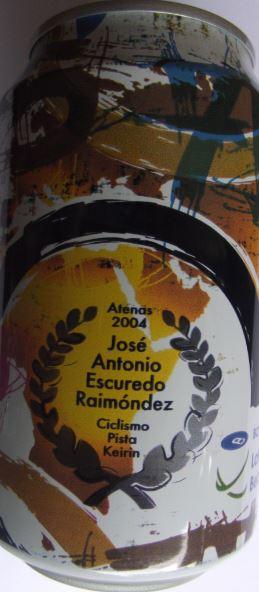 Atenas
2004
José
Antonio
Escuredo
Raimóndez
Ciclismo
Pista
Keirin